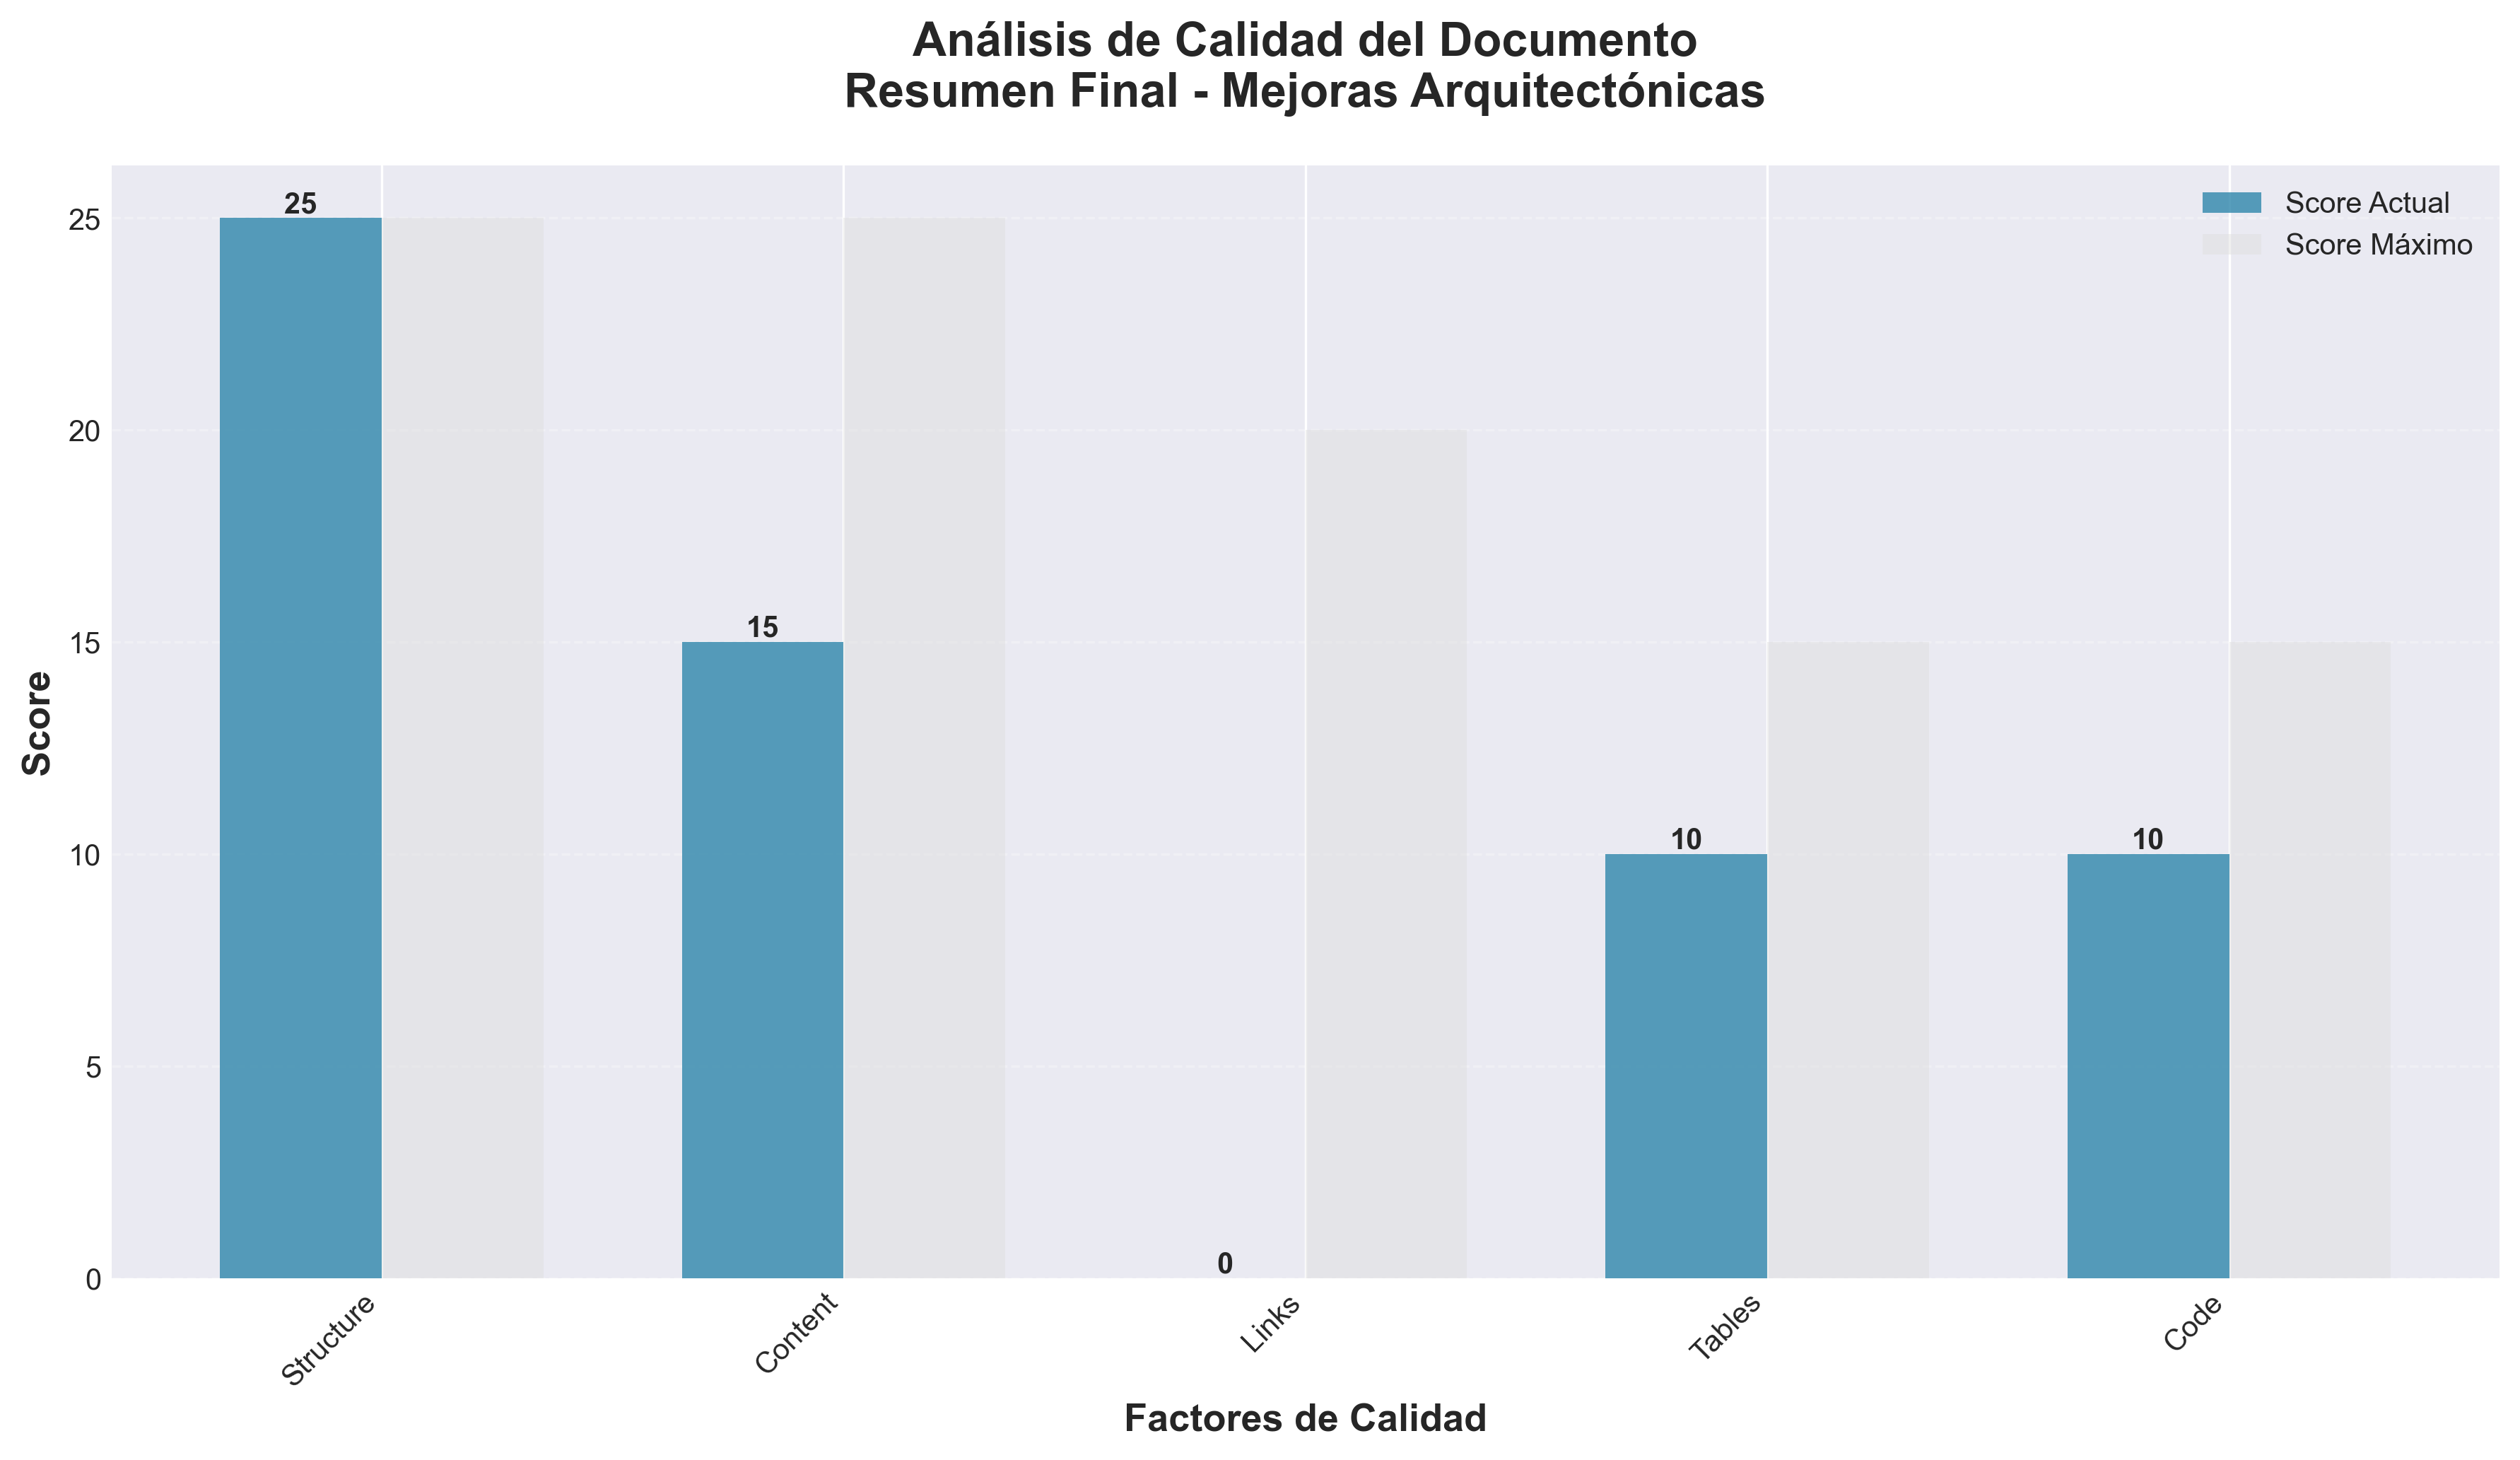 Análisis de Calidad del Documento
Resumen Final - Mejoras Arquitectónicas
Score Actual
Score Máximo
Score
25
20
15
10
5
0
25
15
0
10
10
Structure
Content
Links
Tables
Code
Factores de Calidad